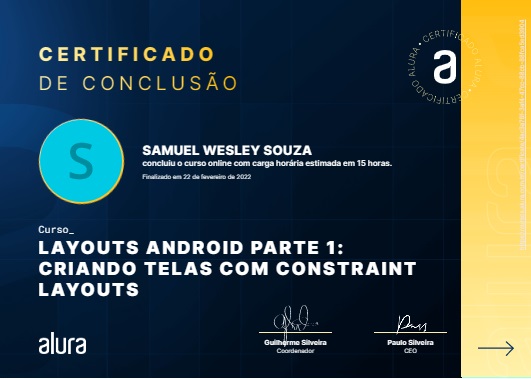 CERTIFICADO
DE CONCLUSÃO
CERTIFICADO ALURA • CERTIFICADO ALURA •
a
S
SAMUEL WESLEY SOUZA
concluiu o curso online com carga horária estimada em 15 horas.
Finalizado em 22 de fevereiro de 2022
Curso_
LAYOUTS ANDROID PARTE 1:
CRIANDO TELAS COM CONSTRAINT
LAYOUTS
alura
Guilherme Silveira
Coordenador
Paulo Silveira
CEO